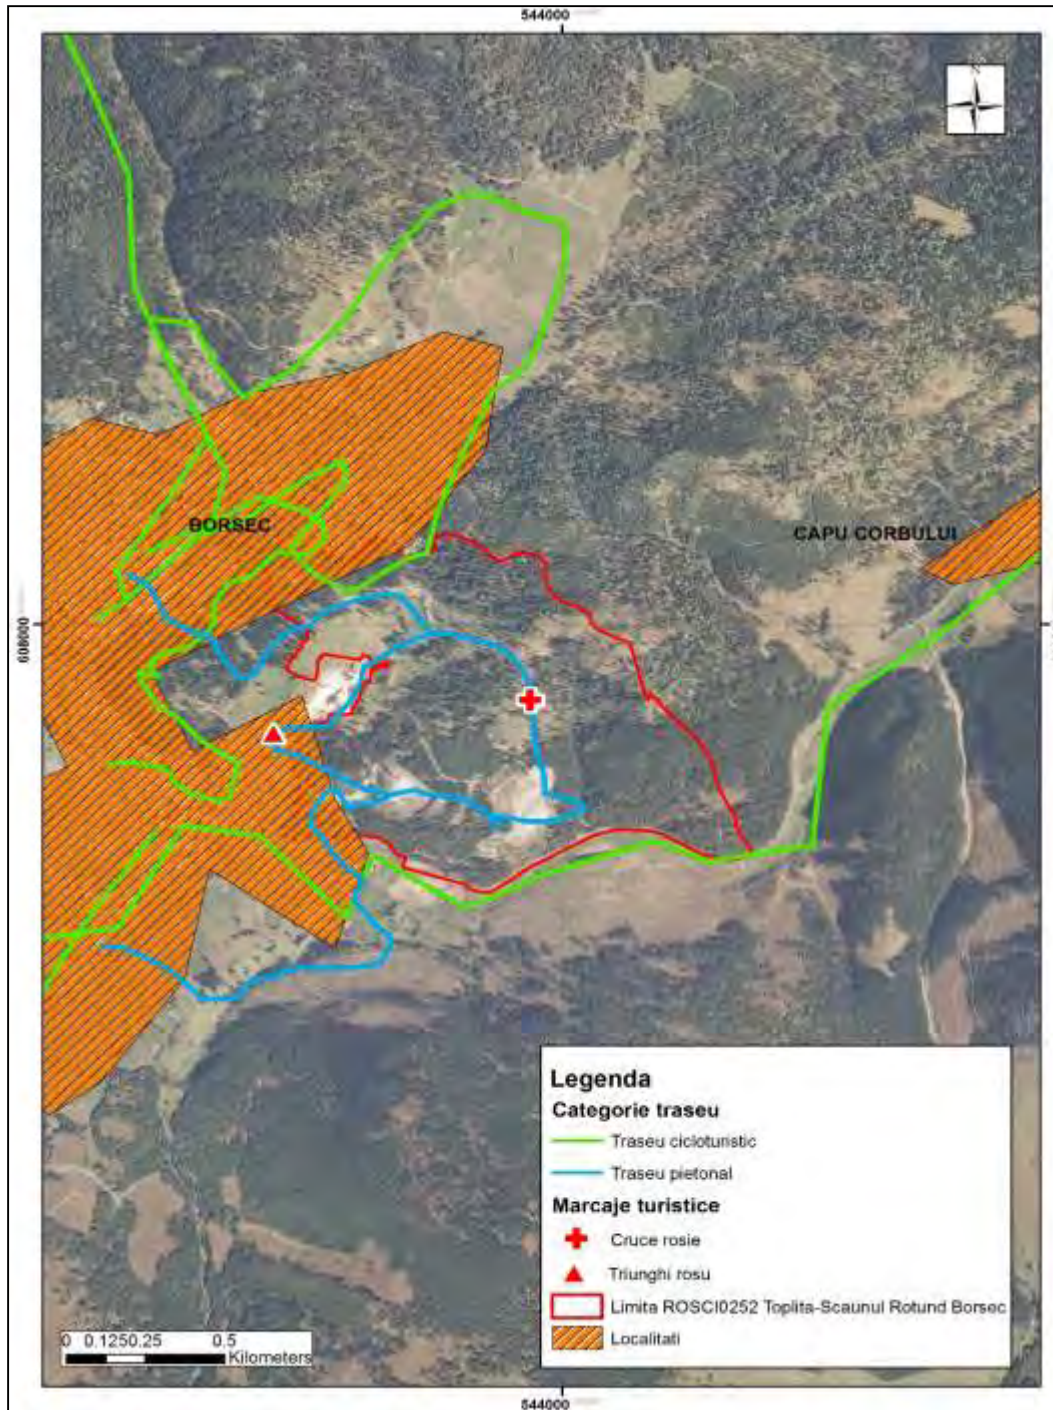 544000
BORSEC
CAPU CORBULUI
608000
Legenda
Categorie traseu
Traseu cicloturistic
Traseu pietonal
Marcaje turistice
Cruce rosie
Triunghi rosu
Limita ROSCI0252 Toplita-Scaunul Rotund Borsec
Localitati
0 0.1250.25 0.5
Kilometers
544000